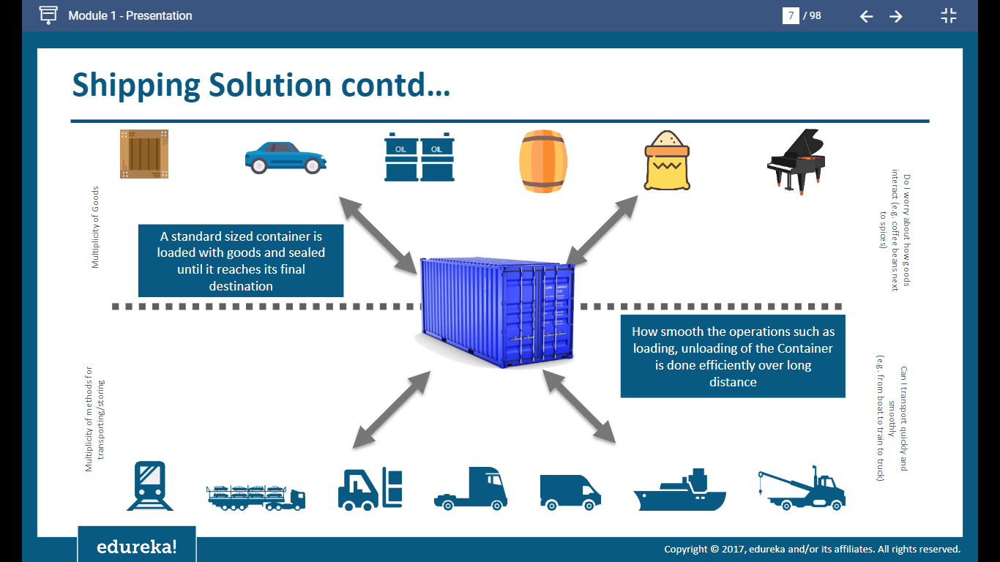 Module 1 - Presentation
7 / 98
Shipping Solution contd...
OIL
OIL
Multiplicity of Goods
Do I worry about how goods
interact (e.g. coffee beans next
to spices)
A standard sized container is
loaded with goods and sealed
until it reaches its final
destination
How smooth the operations such as
loading, unloading of the Container
is done efficiently over long
distance
Multiplicity of methods for
transporting/storing
Can I transport quickly and
smoothly
(e.g. from boat to train to truck)
edureka!
Copyright © 2017, edureka and/or its affiliates. All rights reserved.